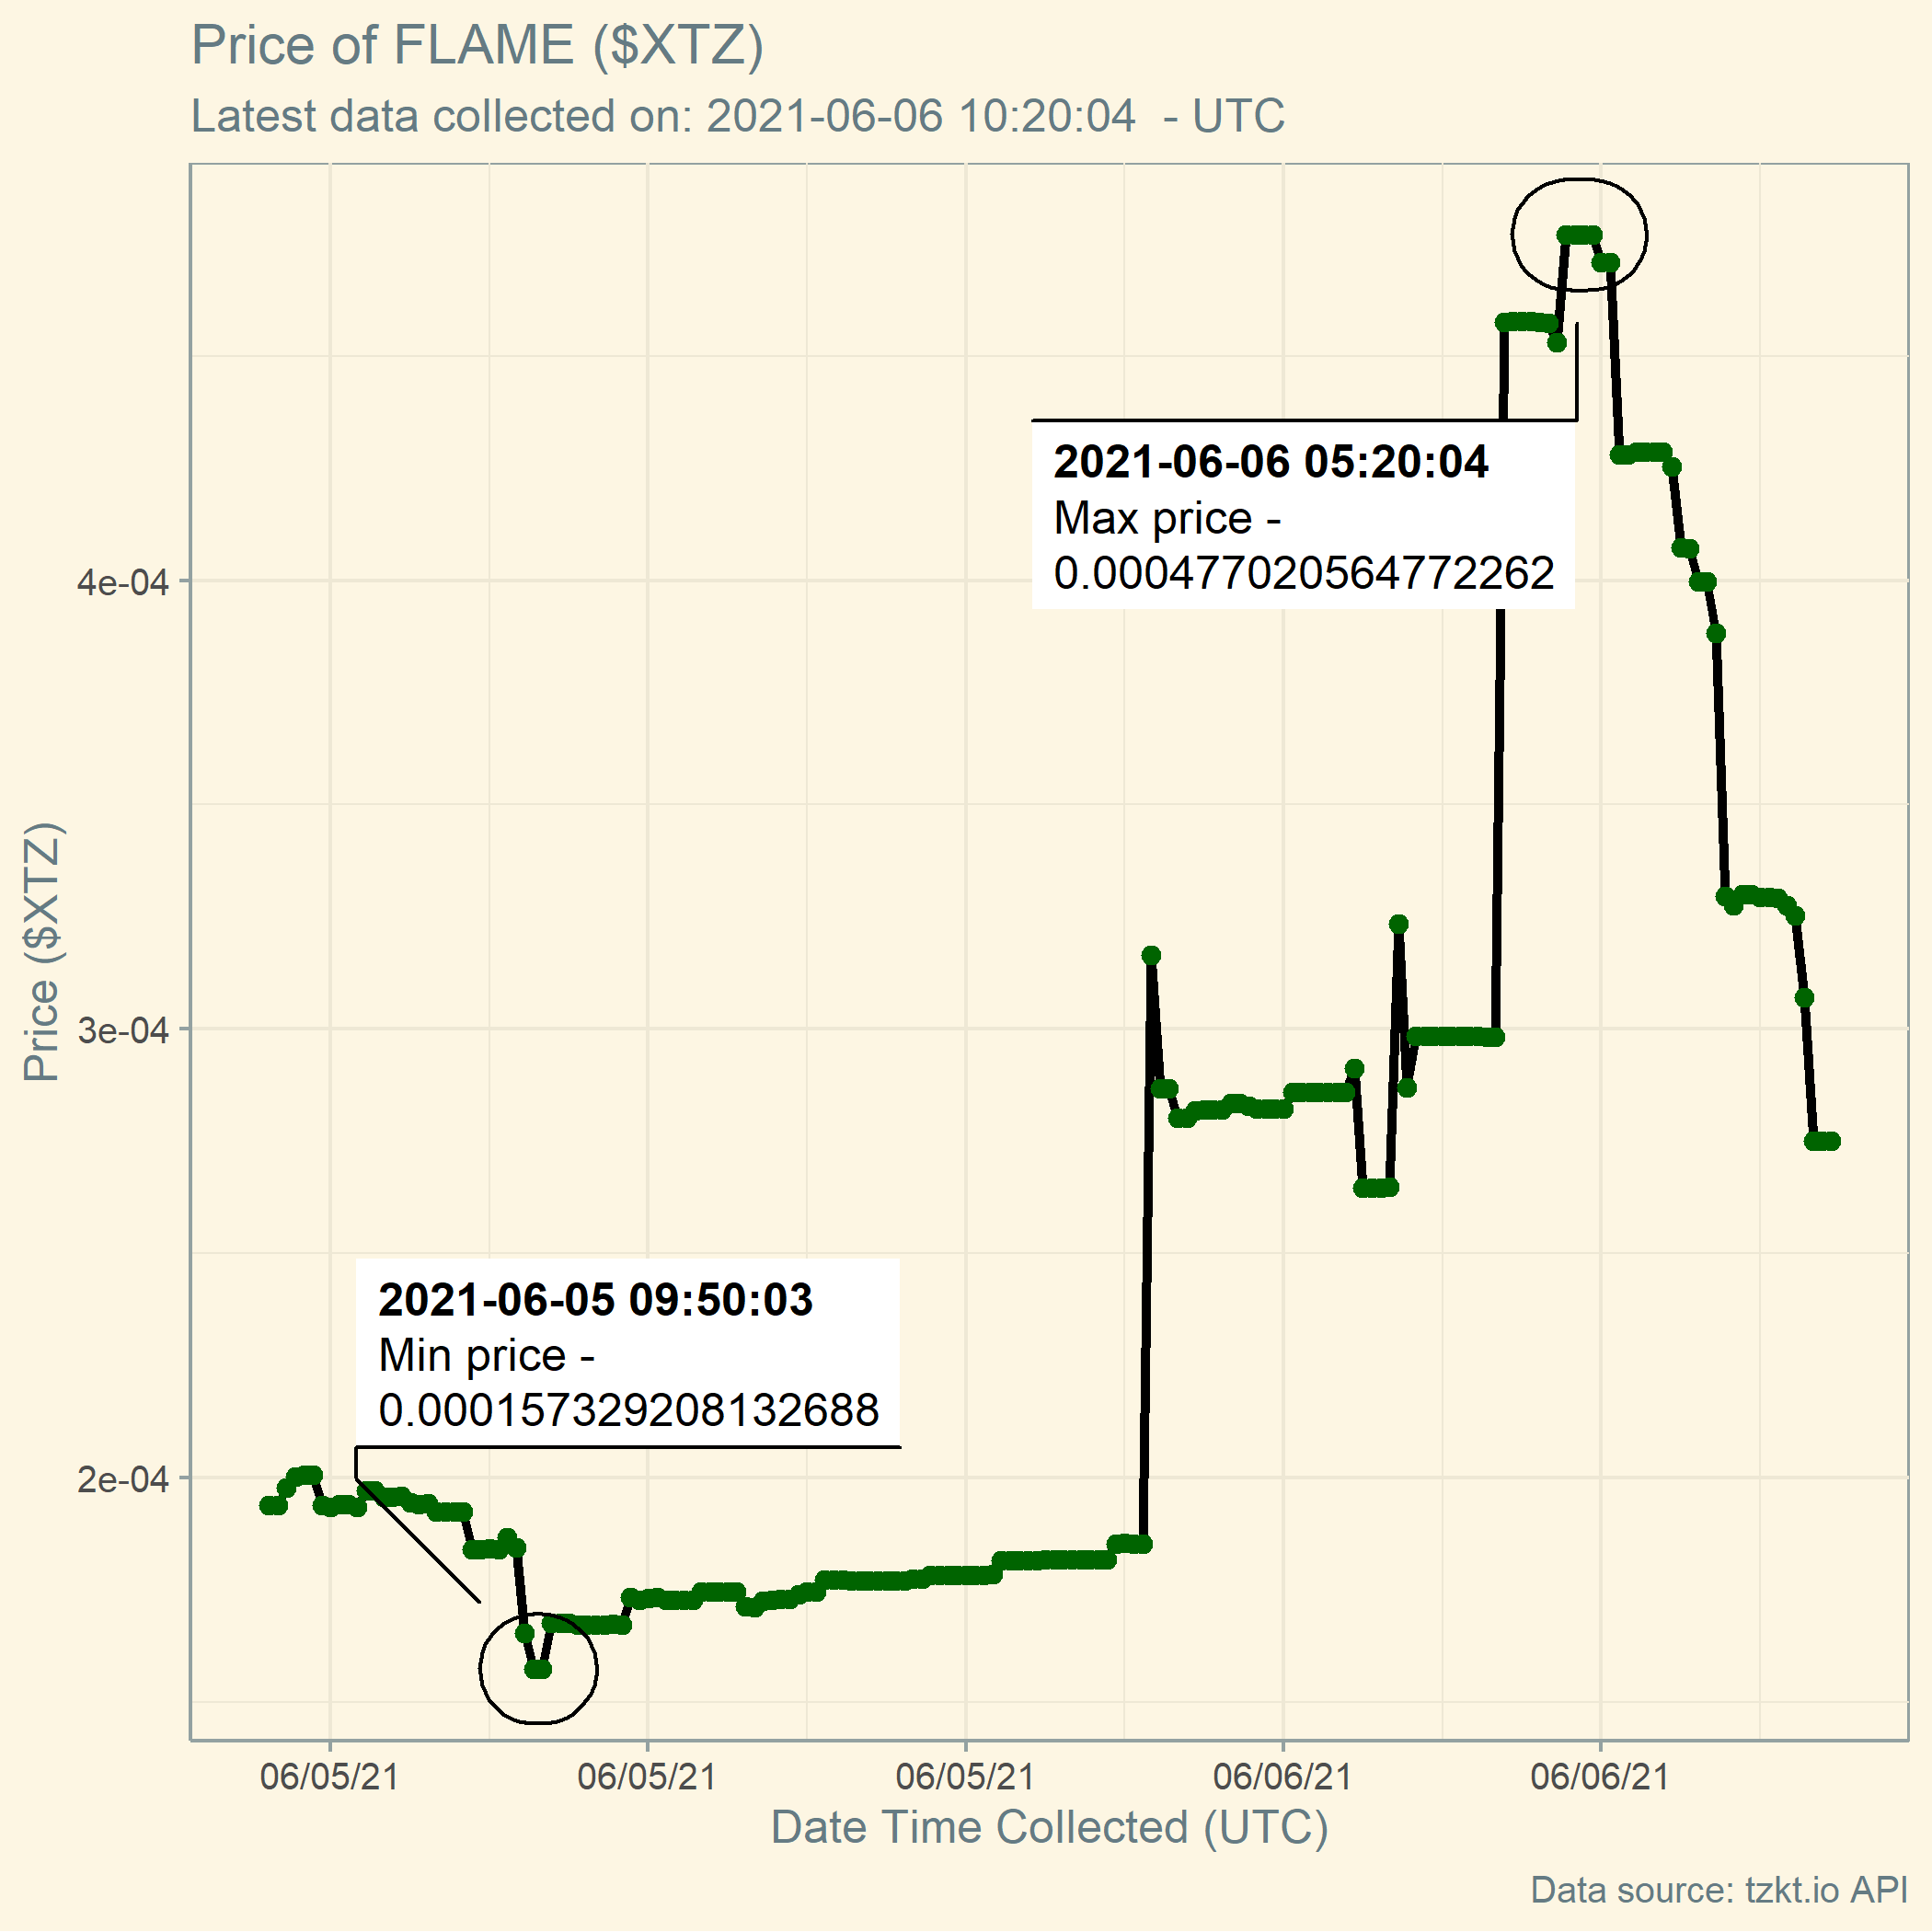 Price of FLAME ($XTZ)
Latest data collected on: 2021-06-06 10:20:04  - UTC
2021-06-06 05:20:04
Max price -
0.000477020564772262
4e-04
3e-04
2e-04
Price ($XTZ)
2021-06-05 09:50:03
Min price -
0.000157329208132688
06/05/21
06/05/21
06/05/21
06/06/21
06/06/21
Date Time Collected (UTC)
Data source: tzkt.io API